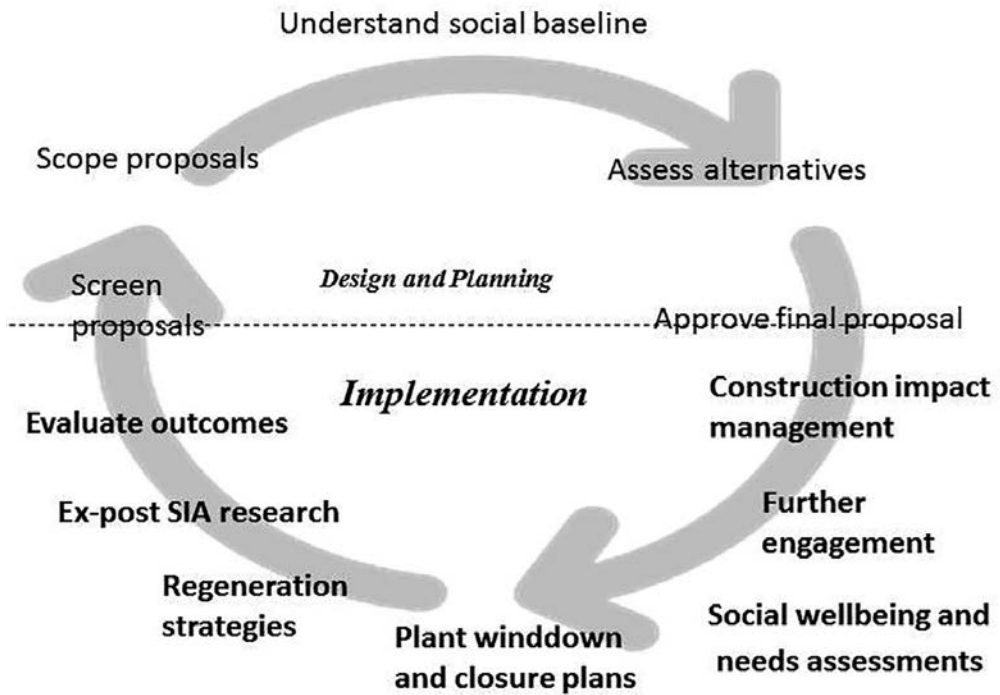 Understand social baseline
Scope proposals
Assess alternatives
Design and Planning
Screen
proposals
Approve final proposal
Implementation
Construction impact
management
Evaluate outcomes
Further
engagement
Ex-post SIA research
Regeneration
strategies
Social wellbeing and
needs assessments
Plant winddown
and closure plans